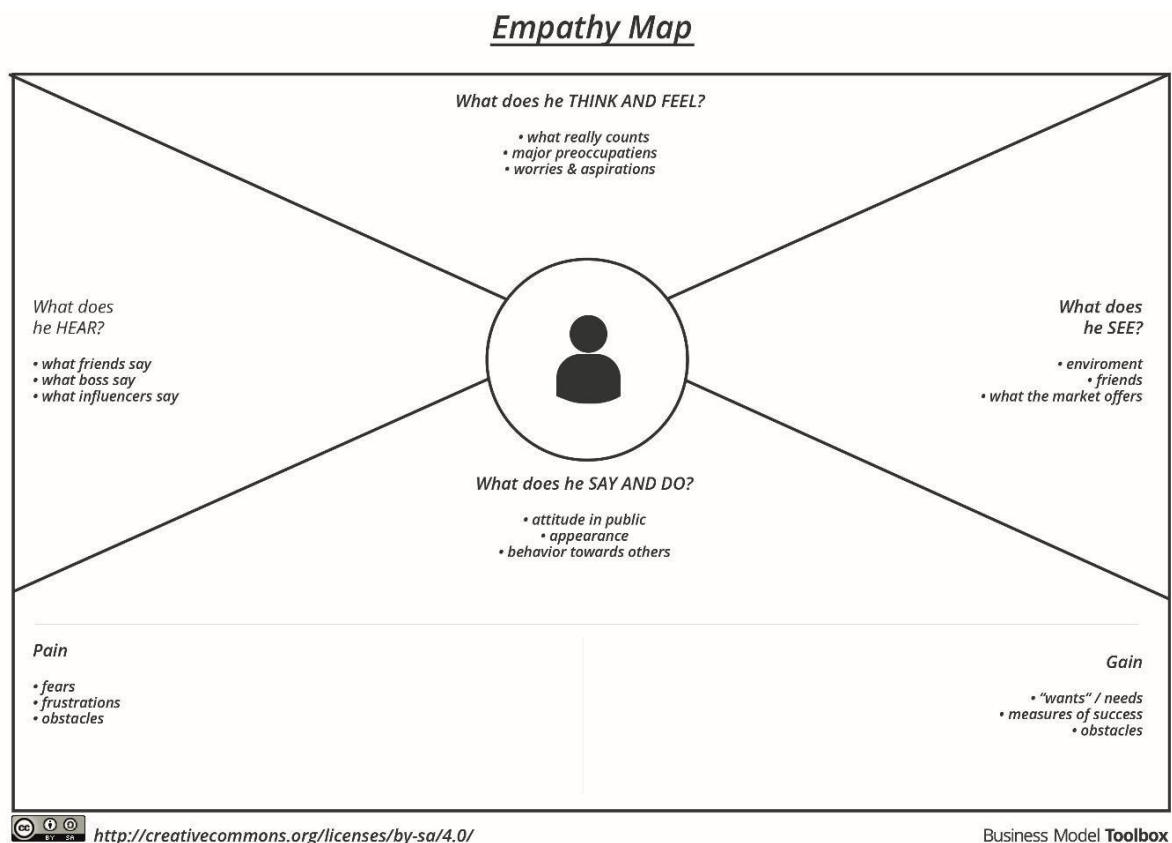 Empathy Map
What does he THINK AND FEEL?
• what really counts
• major preoccupatiens
• worries & aspirations
What does
he HEAR?
• what friends say
• what boss say
• what influencers say
What does
he SEE?
• enviroment
• friends
• what the market offers
What does he SAY AND DO?
• attitude in public
• appearance
• behavior towards others
Pain
• fears
• frustrations
• obstacles
Gain
• "wants" / needs
• measures of success
• obstacles
cc BY SA
http://creativecommons.org/licenses/by-sa/4.0/
Business Model Toolbox